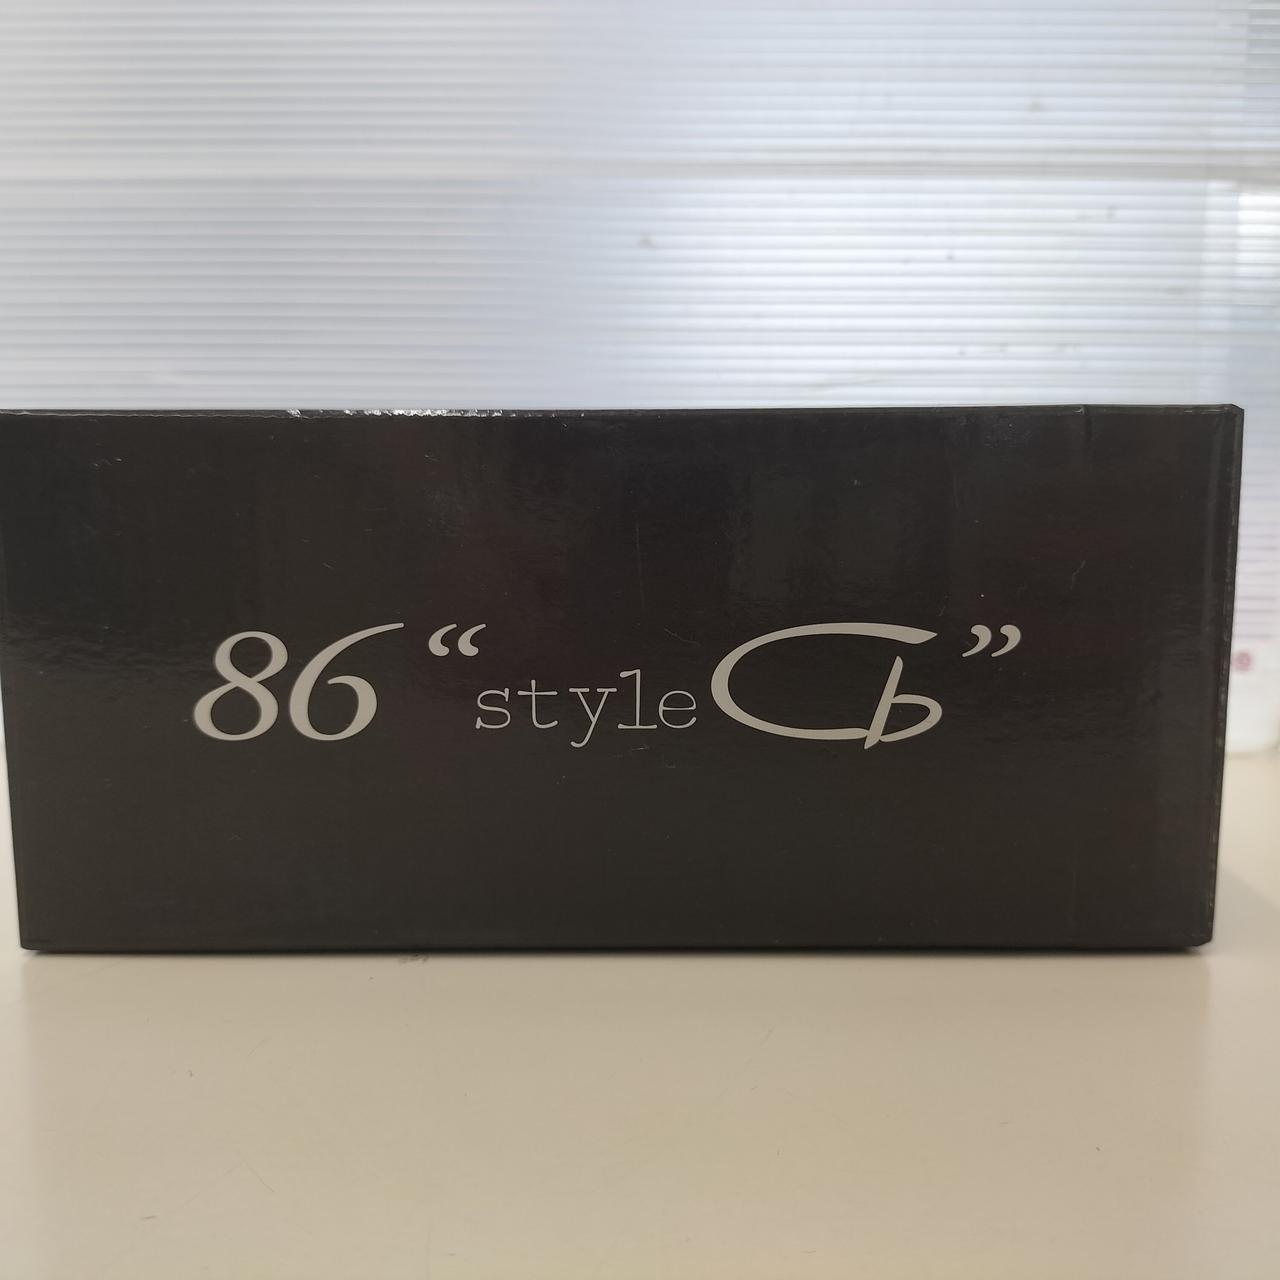 86 “style Cb”